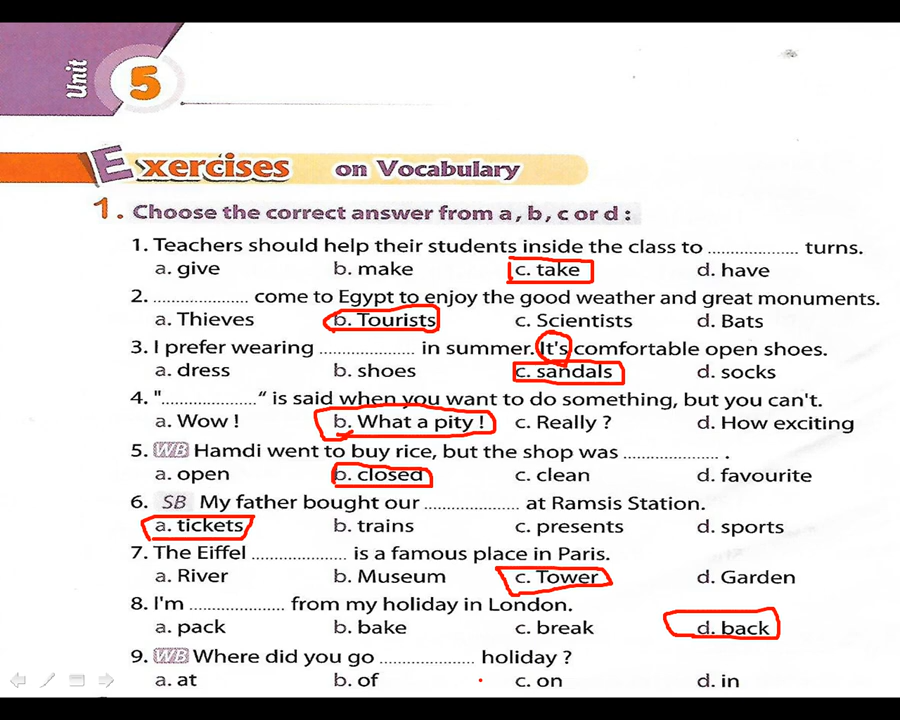 Unit 5
Exercises on Vocabulary
1. Choose the correct answer from a, b, c or d :
1. Teachers should help their students inside the class to .................... turns.
a. give b. make c. take d. have
2. .................... come to Egypt to enjoy the good weather and great monuments.
a. Thieves b. Tourists c. Scientists d. Bats
3. I prefer wearing .................... in summer. It's comfortable open shoes.
a. dress b. shoes c. sandals d. socks
4. "...................." is said when you want to do something, but you can't.
a. Wow ! b. What a pity ! c. Really ? d. How exciting
5. WB Hamdi went to buy rice, but the shop was .................... .
a. open b. closed c. clean d. favourite
6. SB My father bought our .................... at Ramsis Station.
a. tickets b. trains c. presents d. sports
7. The Eiffel .................... is a famous place in Paris.
a. River b. Museum c. Tower d. Garden
8. I'm .................... from my holiday in London.
a. pack b. bake c. break d. back
9. WB Where did you go .................... holiday ?
a. at b. of c. on d. in